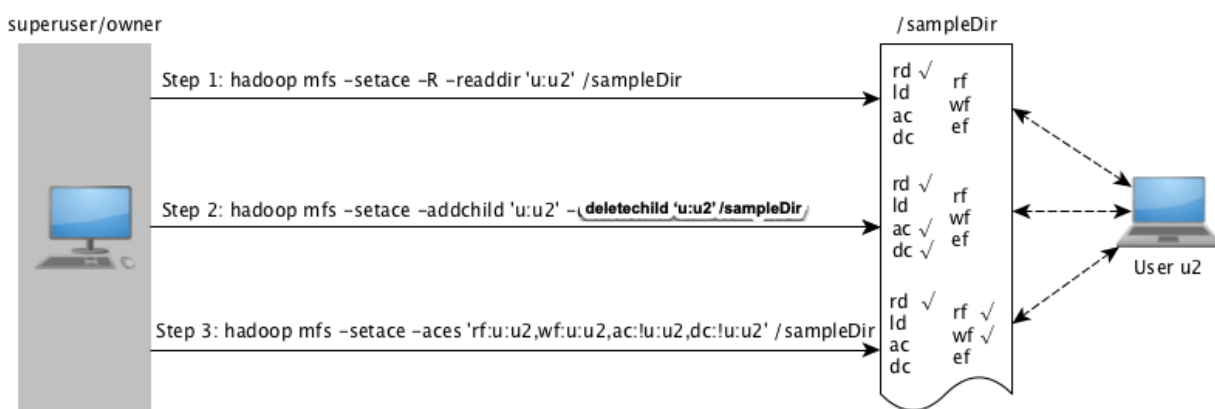 superuser/owner
/sampleDir
Step 1: hadoop mfs -setace -R -readdir 'u:u2' /sampleDir
rd √ rf
ld wf
ac ef
dc
Step 2: hadoop mfs -setace -addchild 'u:u2' -deletechild 'u:u2' /sampleDir
rd √ rf
ld wf
ac √ ef
dc √
User u2
Step 3: hadoop mfs -setace -aces 'rf:u:u2,wf:u:u2,ac:!u:u2,dc:!u:u2' /sampleDir
rd √ rf √
ld wf √
ac ef
dc